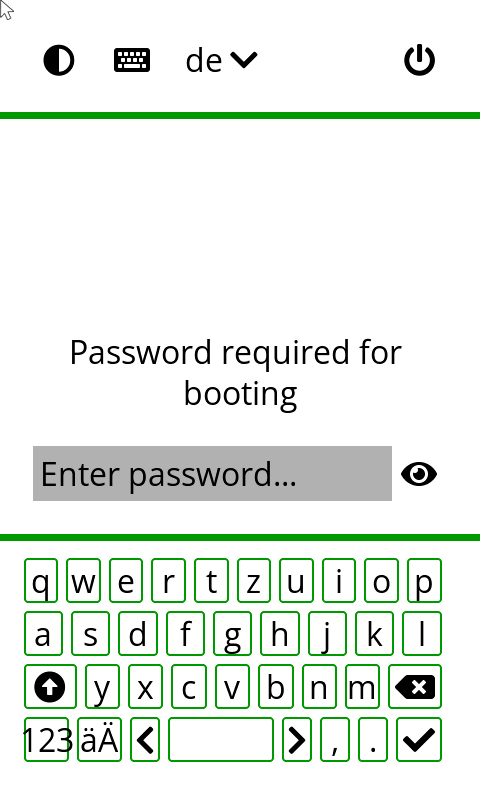 de
Password required for
booting
Enter password...
q w e r t z u i o p
a s d f g h j k l
y x c v b n m
123 äÄ , .